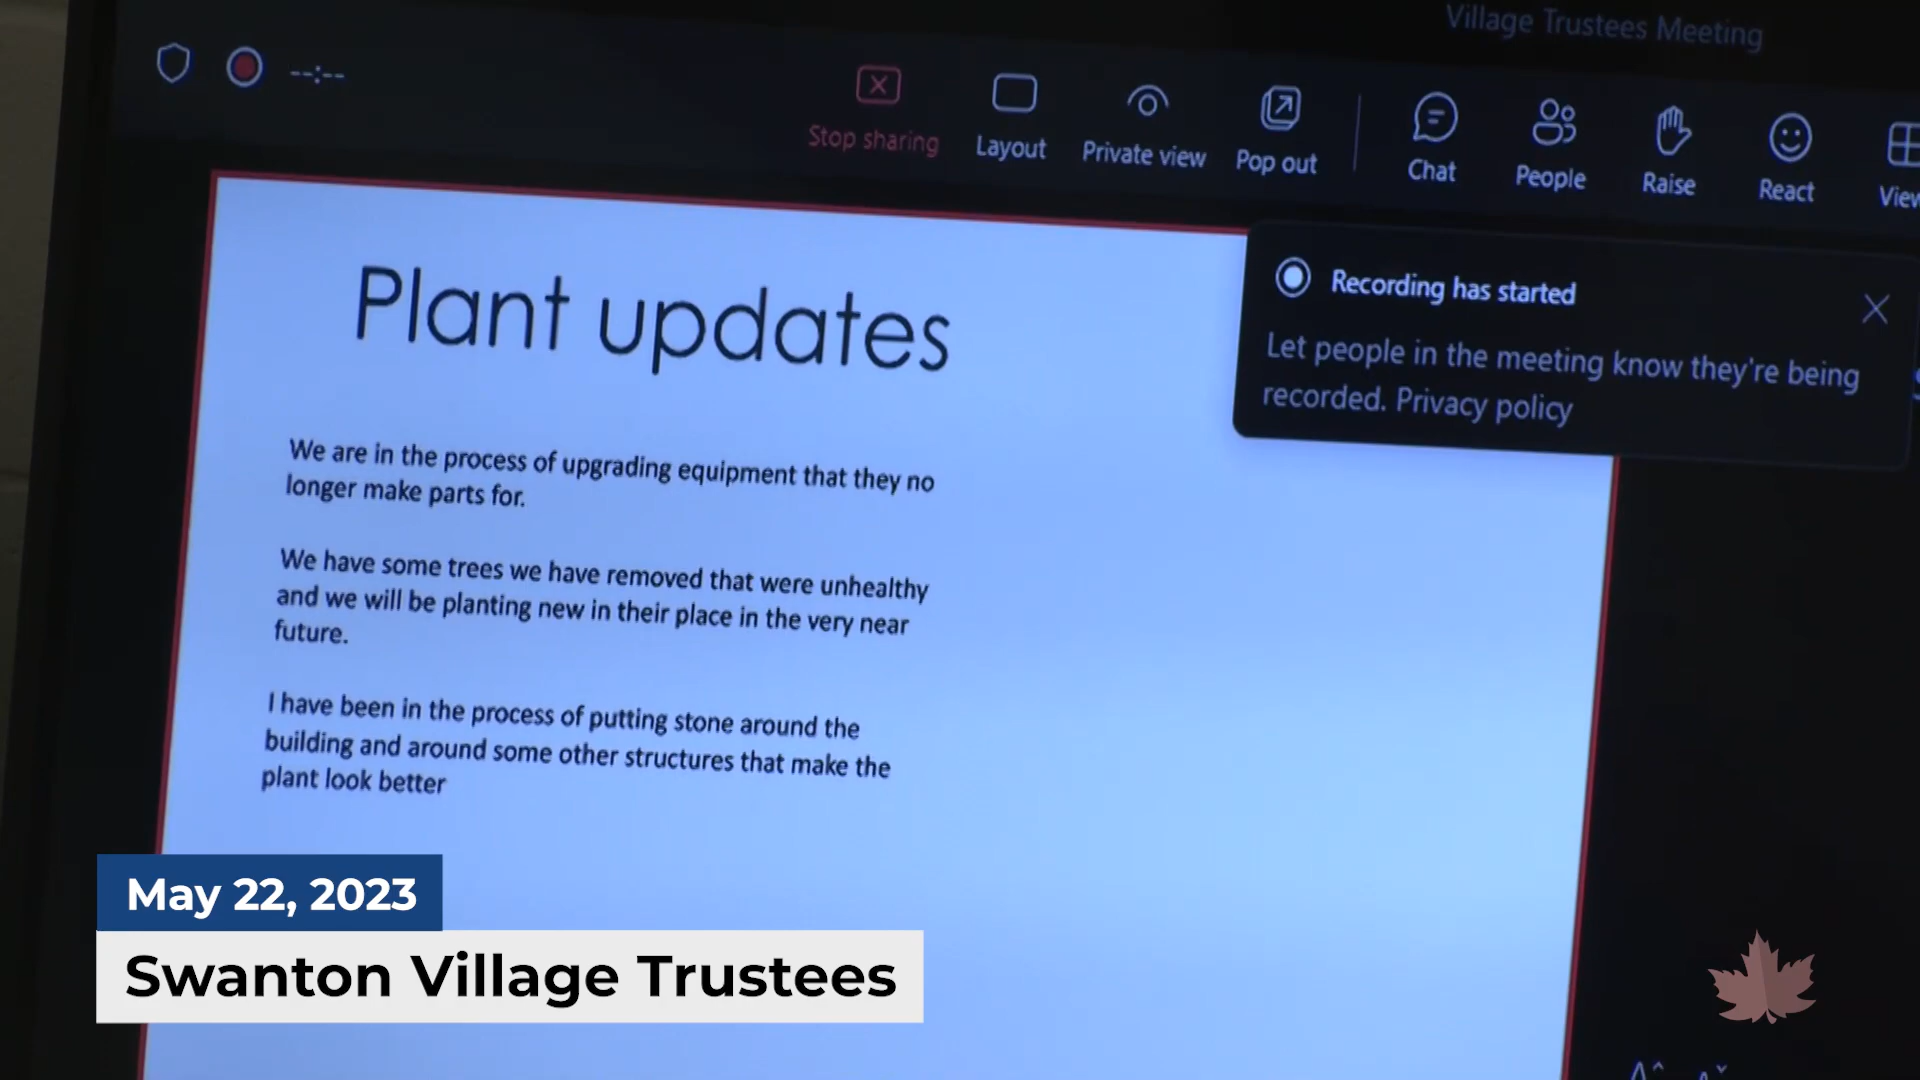 Village Trustees Meeting
--:--
Stop sharing
Layout
Private view
Pop out
Chat
People
Raise
React
View
Recording has started
Let people in the meeting know they're being
recorded. Privacy policy
Plant updates
We are in the process of upgrading equipment that they no
longer make parts for.
We have some trees we have removed that were unhealthy
and we will be planting new in their place in the very near
future.
I have been in the process of putting stone around the
building and around some other structures that make the
plant look better
May 22, 2023
Swanton Village Trustees